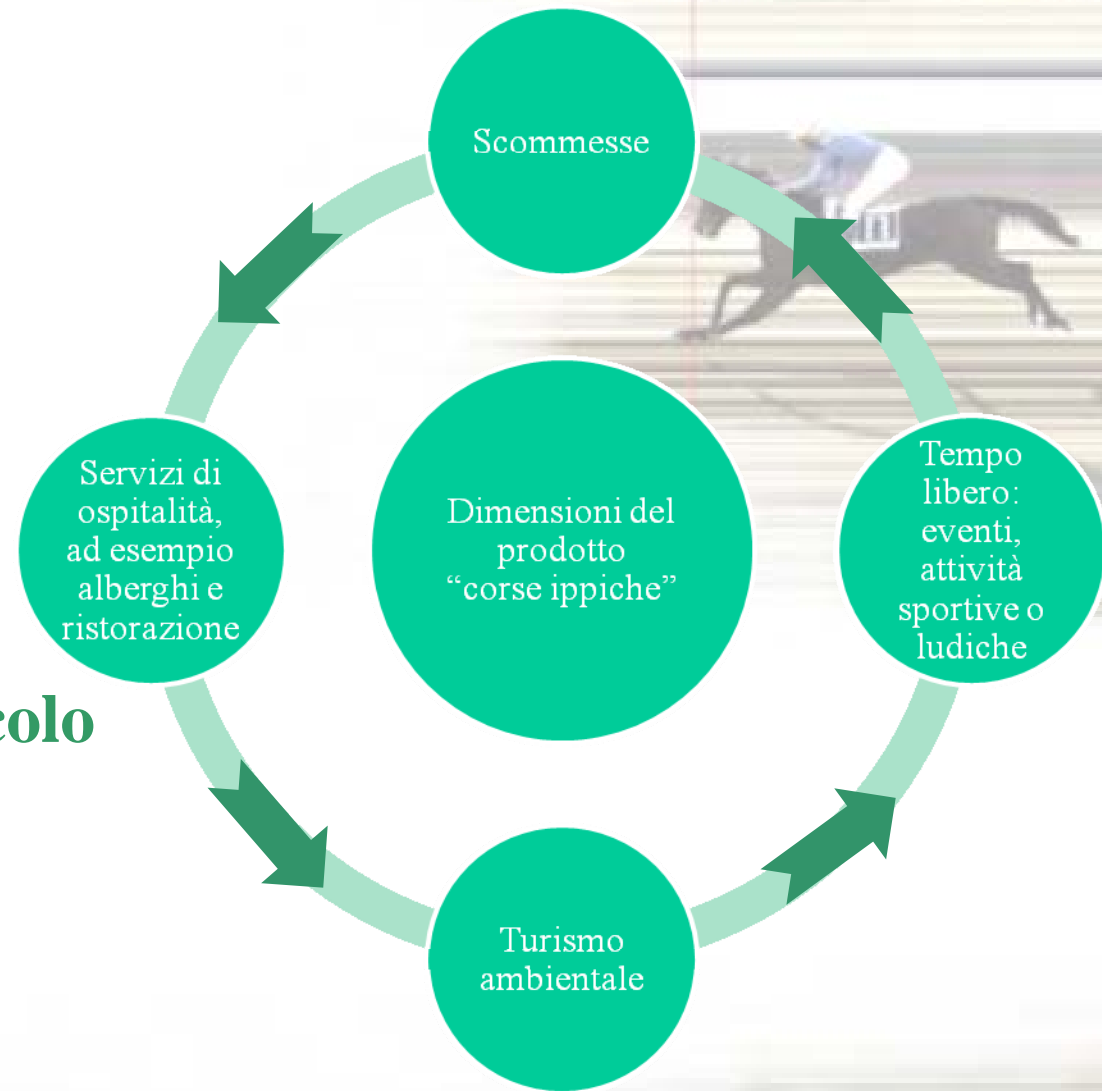 Scommesse
Servizi di
ospitalità,
ad esempio
alberghi e
ristorazione
Dimensioni del
prodotto
“corse ippiche”
Tempo
libero:
eventi,
attività
sportive o
ludiche
colo
Turismo
ambientale